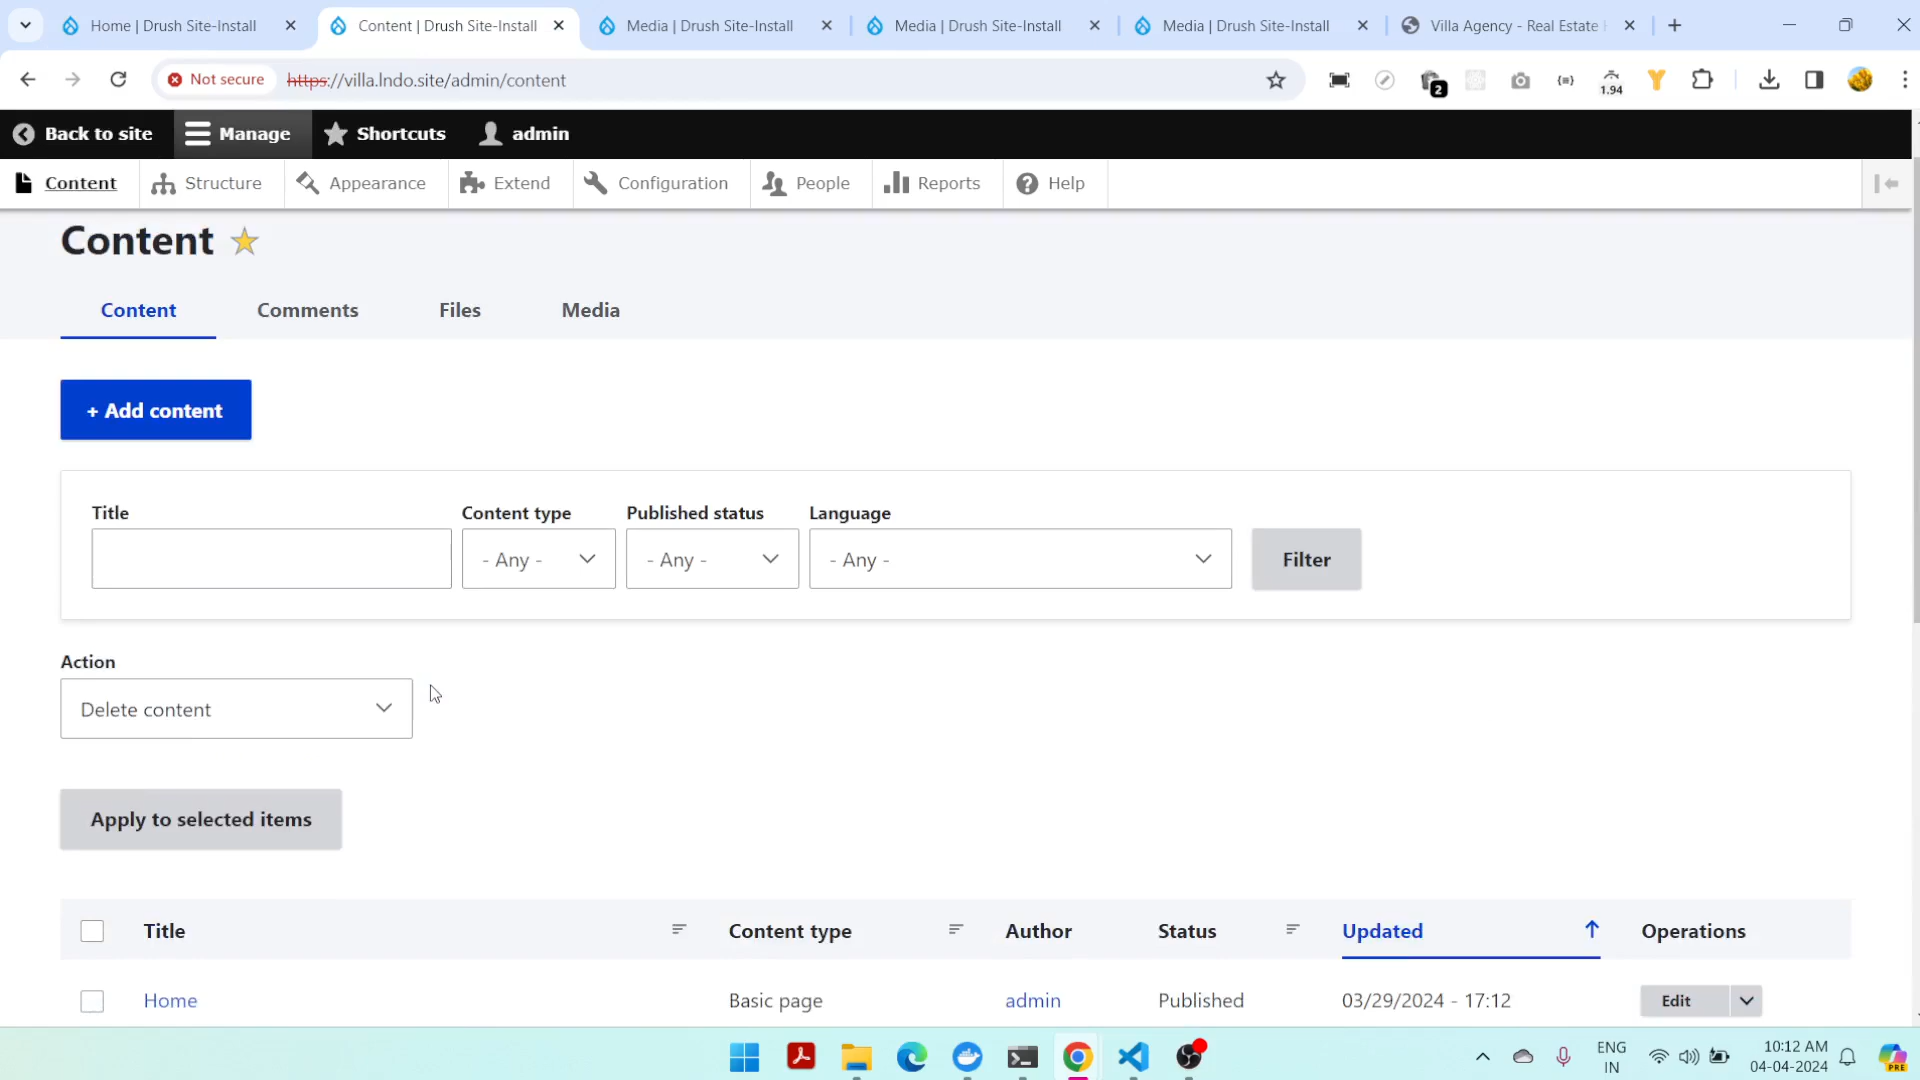 Home | Drush Site-Install
Content | Drush Site-Install
Media | Drush Site-Install
Media | Drush Site-Install
Media | Drush Site-Install
Villa Agency - Real Estate
Not secure
https://villa.lndo.site/admin/content
2
1.94
Back to site
Manage
Shortcuts
admin
Content
Structure
Appearance
Extend
Configuration
People
Reports
Help
Content
Content
Comments
Files
Media
+ Add content
Title
Content type
Published status
Language
- Any -
- Any -
- Any -
Filter
Action
Delete content
Apply to selected items
Title
Content type
Author
Status
Updated
Operations
Home
Basic page
admin
Published
03/29/2024 - 17:12
Edit
ENG
IN
10:12 AM
04-04-2024
PRE